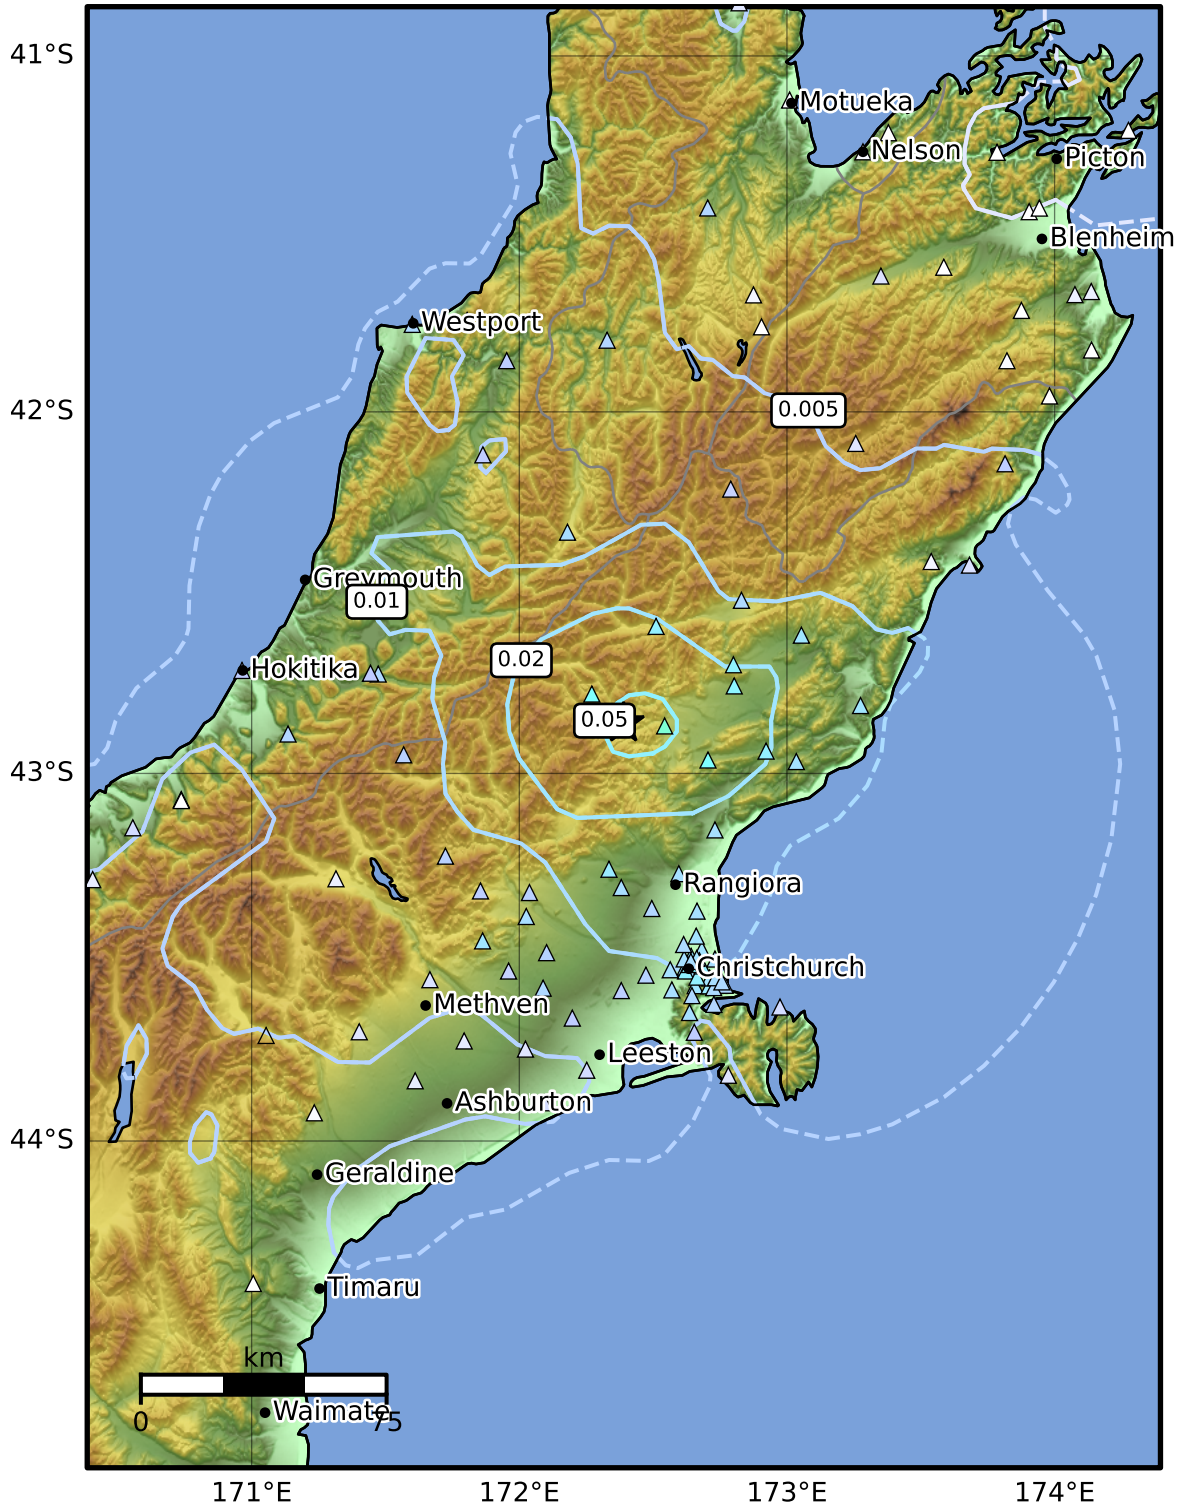 41°S
Motueka
Nelson
Picton
Blenheim
Westport
42°S
0.005
Greymouth
0.01
0.02
Hokitika
0.05
43°S
Rangiora
Christchurch
Methven
Leeston
Ashburton
44°S
Geraldine
Timaru
km
0
75
Waimate
171°E
172°E
173°E
174°E